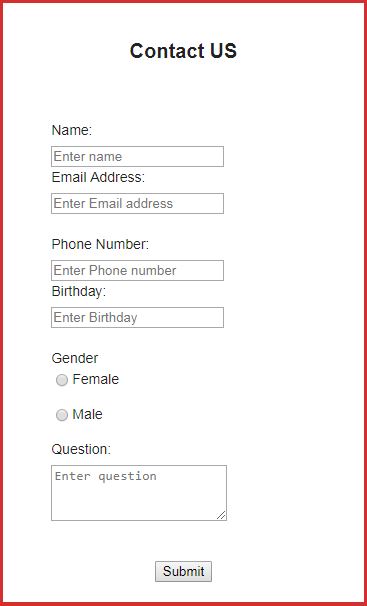 Contact US
Name:
Enter name
Email Address:
Enter Email address
Phone Number:
Enter Phone number
Birthday:
Enter Birthday
Gender
Female
Male
Question:
Enter question
Submit